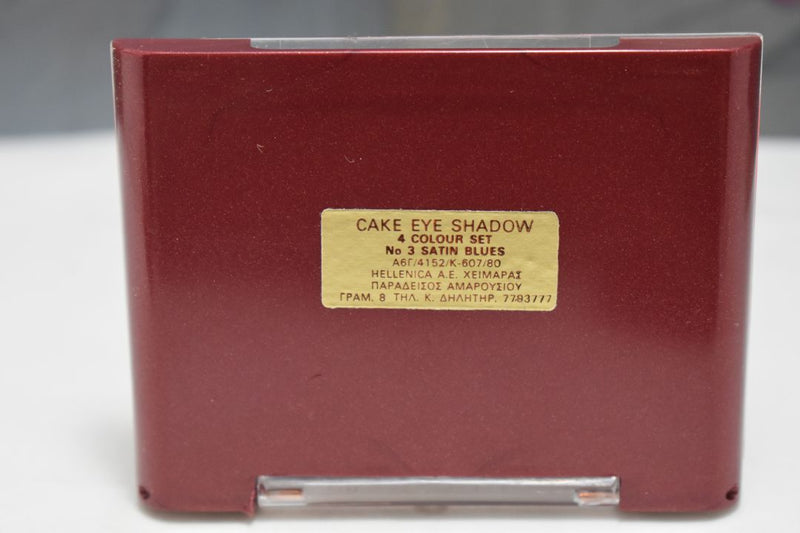 CAKE EYE SHADOW
4 COLOUR SET
No 3 SATIN BLUES
Α6Γ/4152/Κ-607/80
HELLENICA A.E. ΧΕΙΜΑΡΑΣ
ΠΑΡΑΔΕΙΣΟΣ ΑΜΑΡΟΥΣΙΟΥ
ΓΡΑΜ. 8 ΤΗΛ. Κ. ΔΗΛΗΤΗΡ. 7793777